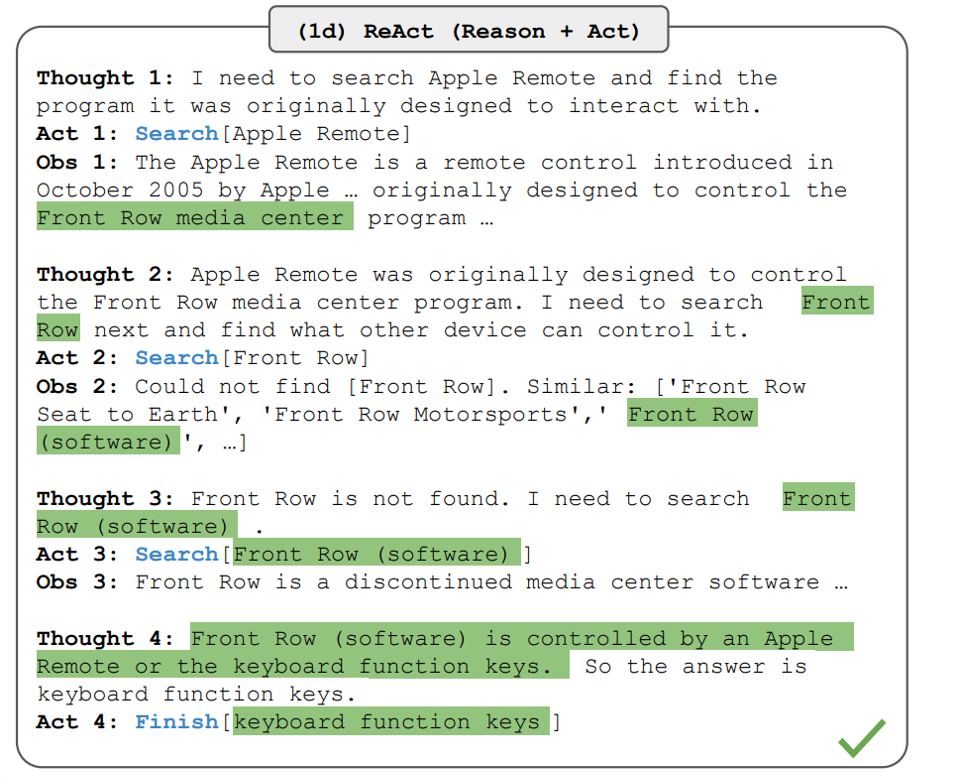 (1d) ReAct (Reason + Act)
Thought 1: I need to search Apple Remote and find the
program it was originally designed to interact with.
Act 1: Search[Apple Remote]
Obs 1: The Apple Remote is a remote control introduced in
October 2005 by Apple … originally designed to control the
Front Row media center program …
Thought 2: Apple Remote was originally designed to control
the Front Row media center program. I need to search Front
Row next and find what other device can control it.
Act 2: Search[Front Row]
Obs 2: Could not find [Front Row]. Similar: ['Front Row
Seat to Earth', 'Front Row Motorsports',' Front Row
(software)', …]
Thought 3: Front Row is not found. I need to search Front
Row (software) .
Act 3: Search[Front Row (software) ]
Obs 3: Front Row is a discontinued media center software …
Thought 4: Front Row (software) is controlled by an Apple
Remote or the keyboard function keys. So the answer is
keyboard function keys.
Act 4: Finish[keyboard function keys ]